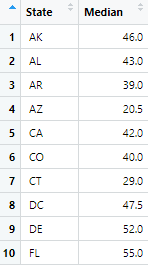 State Median
1 AK 46.0
2 AL 43.0
3 AR 39.0
4 AZ 20.5
5 CA 42.0
6 CO 40.0
7 CT 29.0
8 DC 47.5
9 DE 52.0
10 FL 55.0